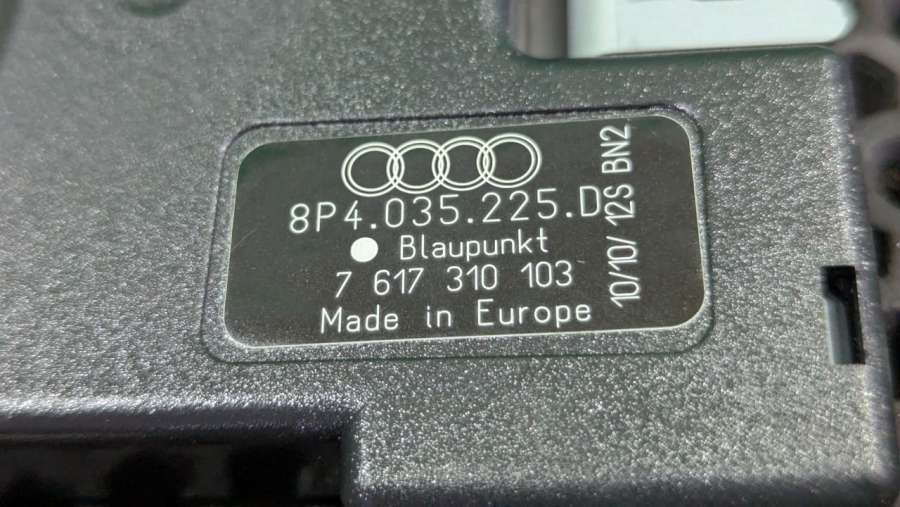 8P4.035.225.D
Blaupunkt
7 617 310 103
Made in Europe
10/10/ 12S BN2